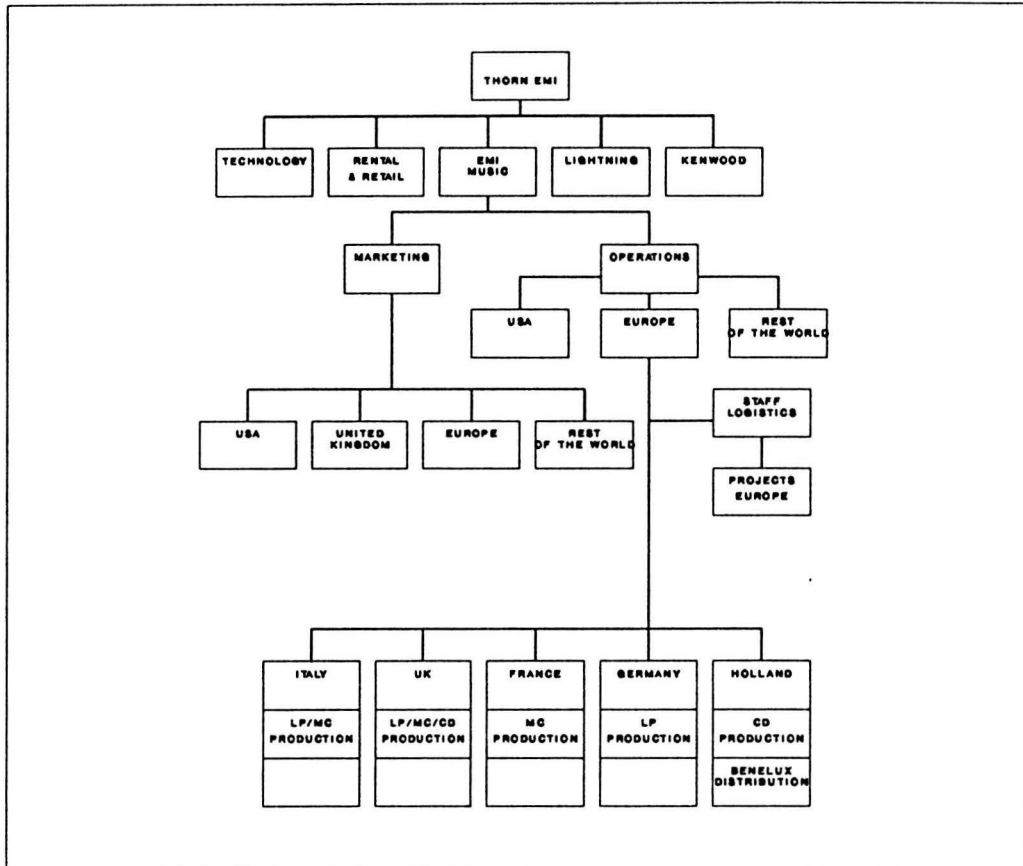 THORN EMI
TECHNOLOGY
RENTAL
& RETAIL
EMI
MUSIC
LIGHTNING
KENWOOD
MARKETING
OPERATIONS
USA
EUROPE
REST
OF THE WORLD
STAFF
LOGISTICS
USA
UNITED
KINGDOM
EUROPE
REST
OF THE WORLD
PROJECTS
EUROPE
ITALY
UK
FRANCE
GERMANY
HOLLAND
LP/MC
PRODUCTION
LP/MC/CD
PRODUCTION
MC
PRODUCTION
LP
PRODUCTION
CD
PRODUCTION
BENELUX
DISTRIBUTION